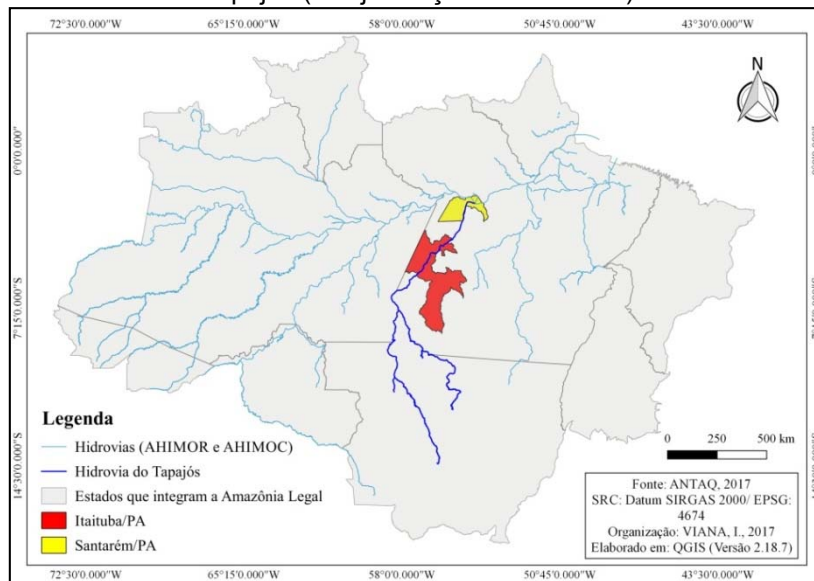 72°30'0.000"W 65°15'0.000"W 58°0'0.000"W 50°45'0.000"W 43°30'0.000"W
N
0°0'0.000"
7°15'0.000"S
14°30'0.000"S
Legenda
Hidrovias (AHIMOR e AHIMOC)
Hidrovia do Tapajós
Estados que integram a Amazônia Legal
Itaituba/PA
Santarém/PA
0 250 500 km
Fonte: ANTAQ, 2017
SRC: Datum SIRGAS 2000/ EPSG:
4674
Organização: VIANA, I., 2017
Elaborado em: QGIS (Versão 2.18.7)
72°30'0.000"W 65°15'0.000"W 58°0'0.000"W 50°45'0.000"W 43°30'0.000"W